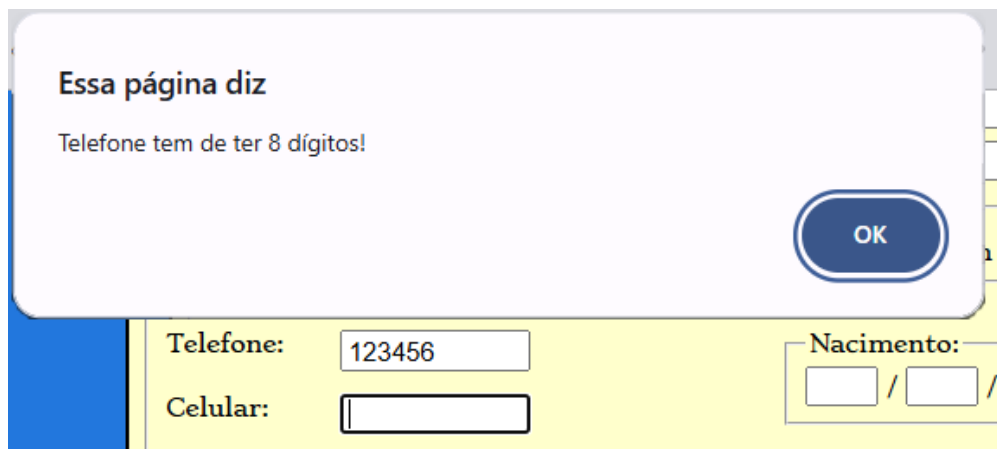 Essa página diz
Telefone tem de ter 8 dígitos!
OK
Telefone: 123456
Nacimento:
/ /
Celular: